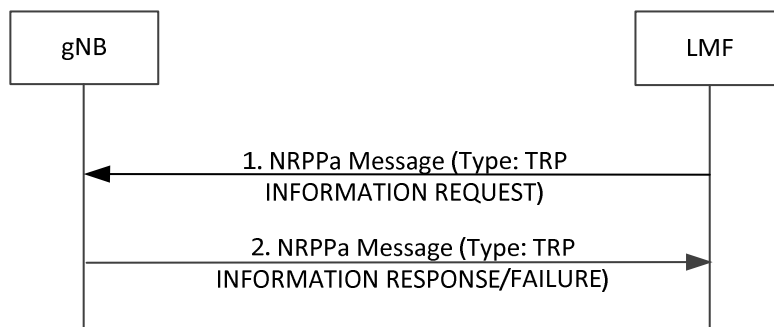 gNB
LMF
1. NRPPa Message (Type: TRP
INFORMATION REQUEST)
2. NRPPa Message (Type: TRP
INFORMATION RESPONSE/FAILURE)